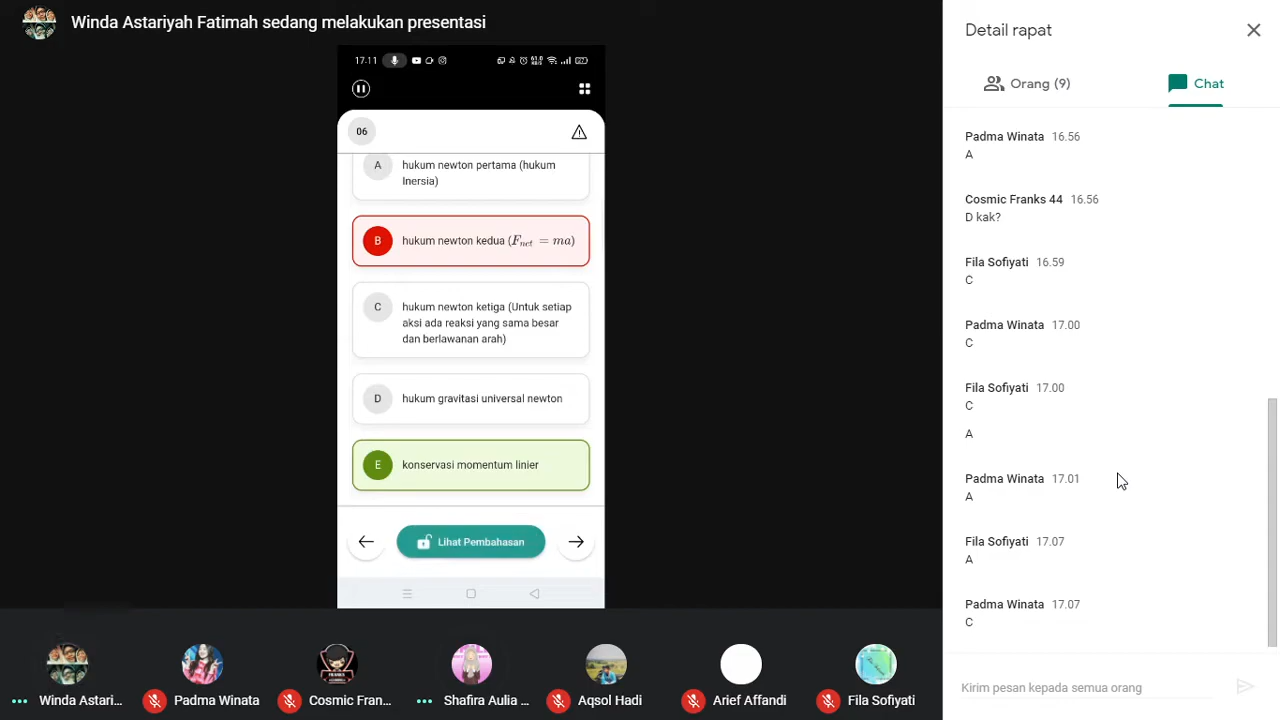 Winda Astariyah Fatimah sedang melakukan presentasi
17.11
06
A
hukum newton pertama (hukum
Inersia)
B
hukum newton kedua (F_net = ma)
C
hukum newton ketiga (Untuk setiap
aksi ada reaksi yang sama besar
dan berlawanan arah)
D
hukum gravitasi universal newton
E
konservasi momentum linier
Lihat Pembahasan
Winda Astari...
Padma Winata
Cosmic Fran...
Shafira Aulia ...
Aqsol Hadi
Arief Affandi
Fila Sofiyati
Detail rapat
Orang (9)
Chat
Padma Winata 16.56
A
Cosmic Franks 44 16.56
D kak?
Fila Sofiyati 16.59
C
Padma Winata 17.00
C
Fila Sofiyati 17.00
C
A
Padma Winata 17.01
A
Fila Sofiyati 17.07
A
Padma Winata 17.07
C
Kirim pesan kepada semua orang